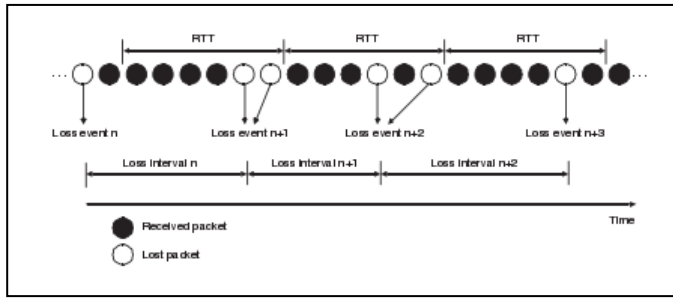 RTT RTT RTT
... ...
Loss event n Loss event n+1 Loss event n+2 Loss event n+3
Loss interval n Loss interval n+1 Loss interval n+2
Time
Received packet
Lost packet